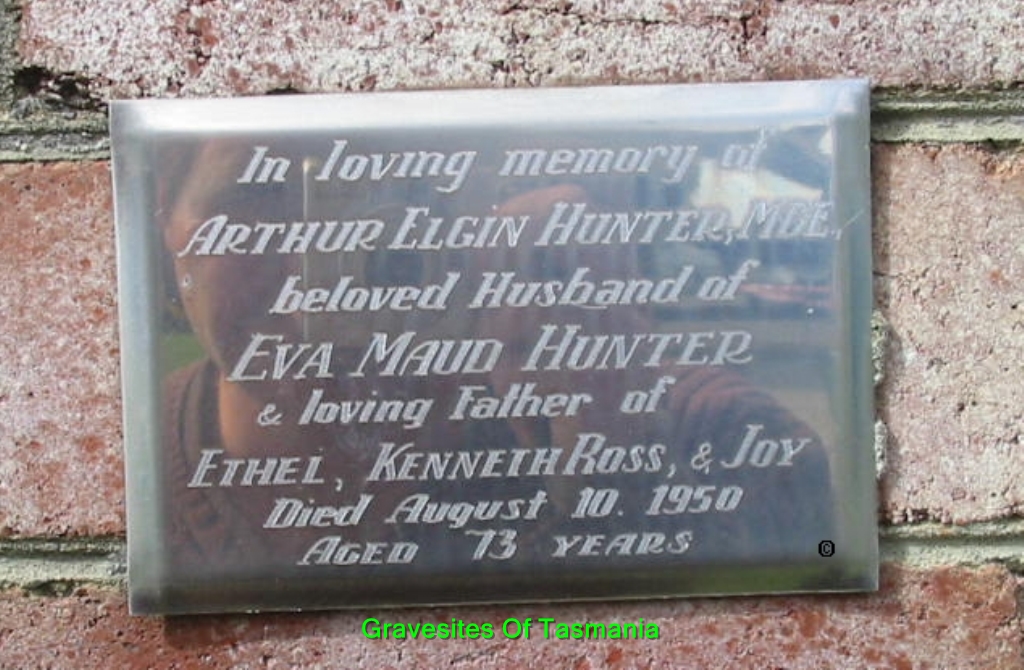 In loving memory of
ARTHUR ELGIN HUNTER, MOE.
beloved Husband of
EVA MAUD HUNTER
& loving Father of
ETHEL, KENNETH ROSS, & JOY
Died August 10. 1950
AGED 73 YEARS
©
Gravesites Of Tasmania